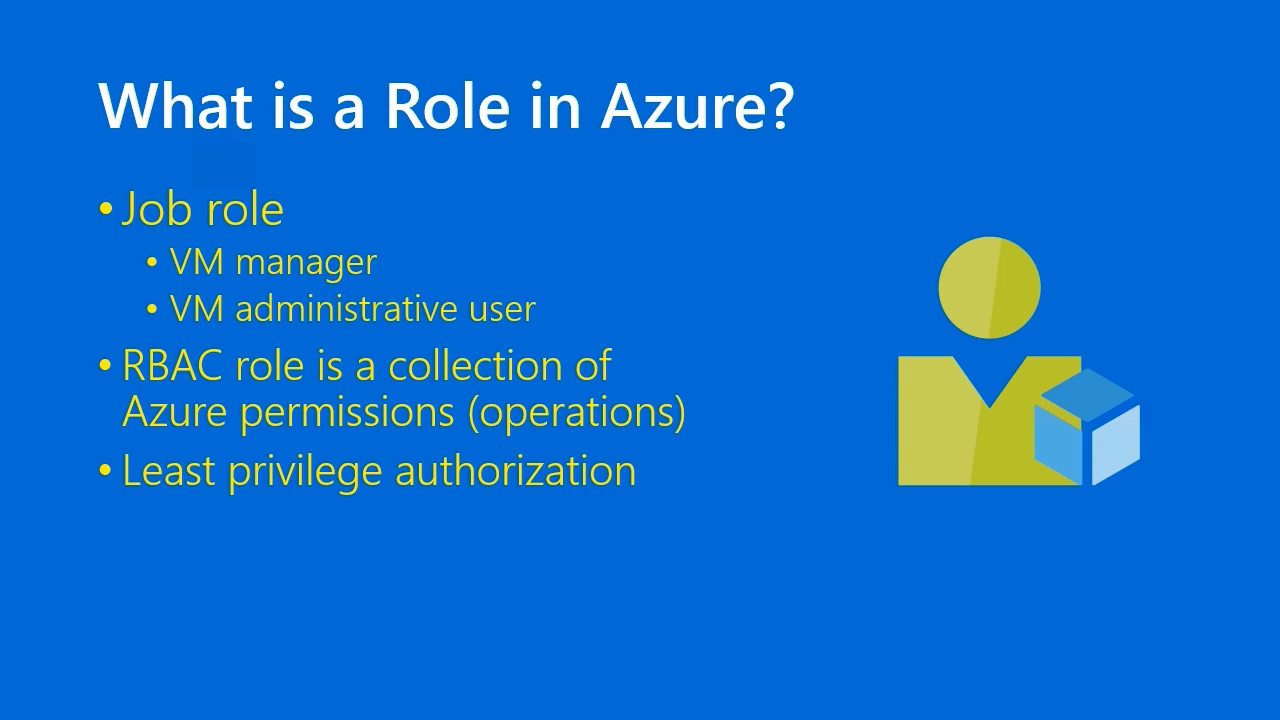 What is a Role in Azure?
• Job role
• VM manager
• VM administrative user
• RBAC role is a collection of
Azure permissions (operations)
• Least privilege authorization